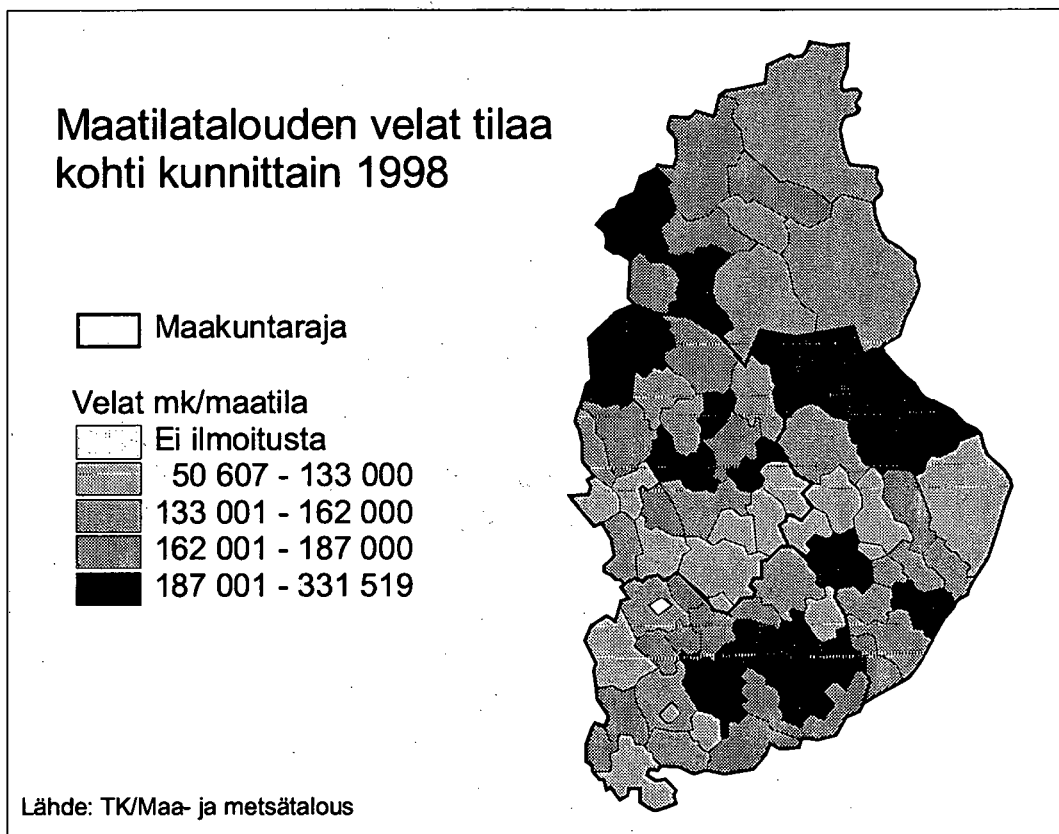 Maatilatalouden velat tilaa
kohti kunnittain 1998
Maakuntaraja
Velat mk/maatila
Ei ilmoitusta
50 607 - 133 000
133 001 - 162 000
162 001 - 187 000
187 001 - 331 519
Lähde: TK/Maa- ja metsätalous